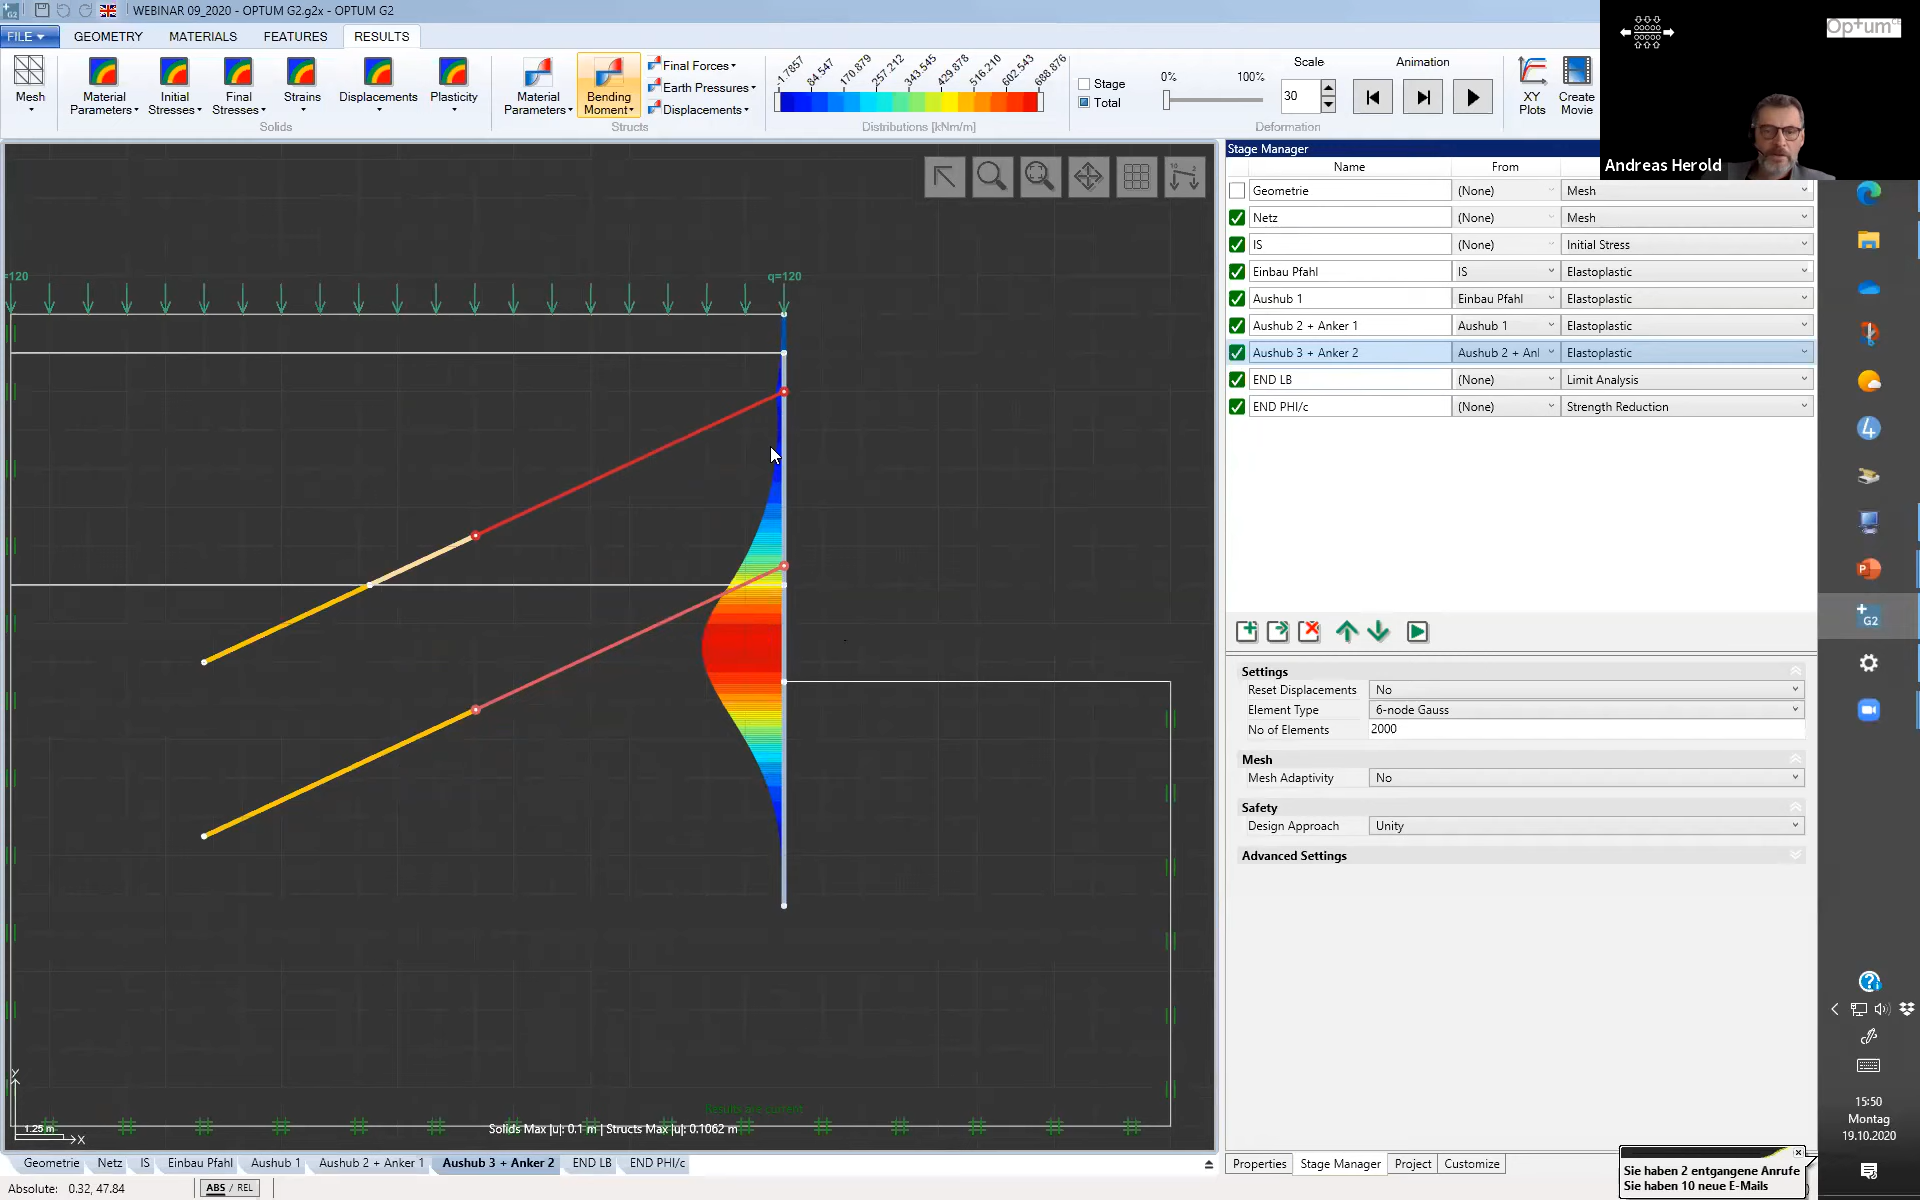 WEBINAR 09_2020 - OPTUM G2.g2x - OPTUM G2
FILE GEOMETRY MATERIALS FEATURES RESULTS
Mesh
Material Parameters
Initial Stresses
Final Stresses
Strains
Displacements
Plasticity
Solids
Material Parameters
Bending Moment
Final Forces
Earth Pressures
Displacements
Structs
-1.7857 84.547 170.879 257.212 343.545 429.878 516.210 602.543 688.876
Distributions [kNm/m]
Stage
Total
0% 100%
Scale
30
Animation
Deformation
XY Plots
Create Movie
Optum
Andreas Herold
=120
q=120
Results are current
Solids Max |u|: 0.1 m | Structs Max |u|: 0.1062 m
Y
1.25 m
X
Stage Manager
Name From
Geometrie (None) Mesh
Netz (None) Mesh
IS (None) Initial Stress
Einbau Pfahl IS Elastoplastic
Aushub 1 Einbau Pfahl Elastoplastic
Aushub 2 + Anker 1 Aushub 1 Elastoplastic
Aushub 3 + Anker 2 Aushub 2 + Anl Elastoplastic
END LB (None) Limit Analysis
END PHI/c (None) Strength Reduction
Settings
Reset Displacements No
Element Type 6-node Gauss
No of Elements 2000
Mesh
Mesh Adaptivity No
Safety
Design Approach Unity
Advanced Settings
Properties Stage Manager Project Customize
Geometrie Netz IS Einbau Pfahl Aushub 1 Aushub 2 + Anker 1 Aushub 3 + Anker 2 END LB END PHI/c
Absolute: 0.32, 47.84 ABS / REL
G2
15:50
Montag
19.10.2020
Sie haben 2 entgangene Anrufe
Sie haben 10 neue E-Mails